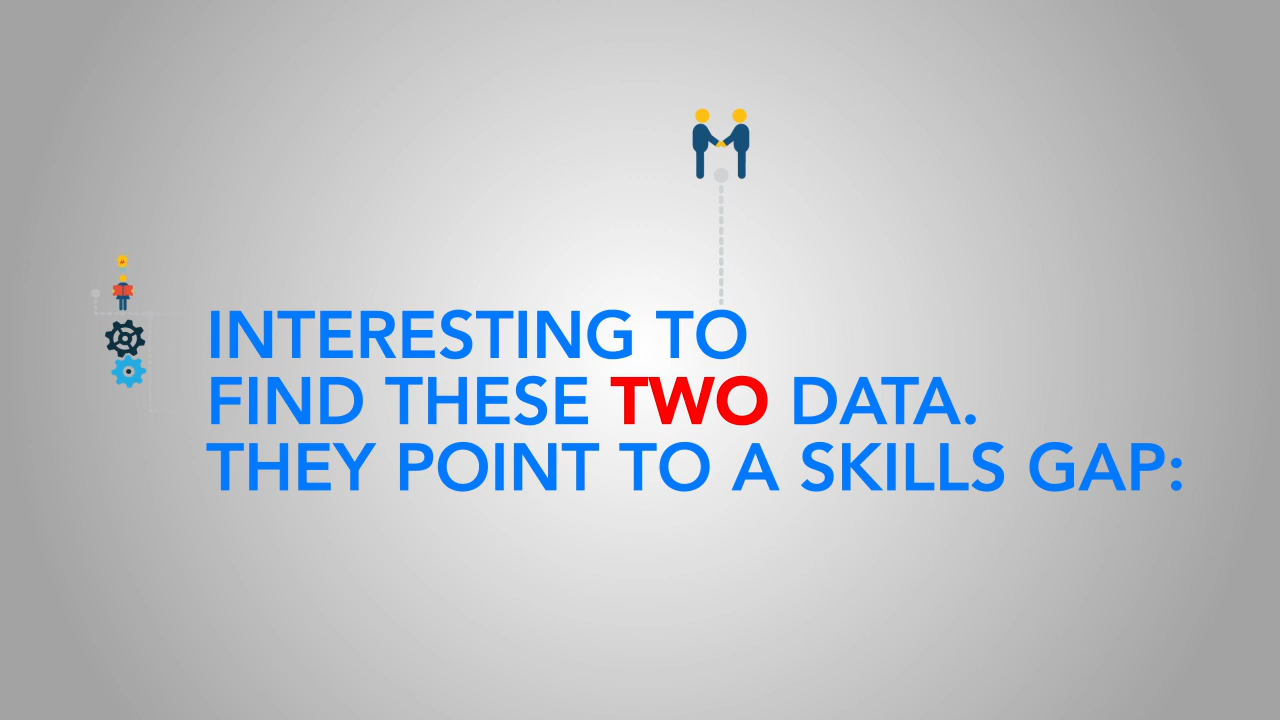 INTERESTING TO
FIND THESE TWO DATA.
THEY POINT TO A SKILLS GAP: